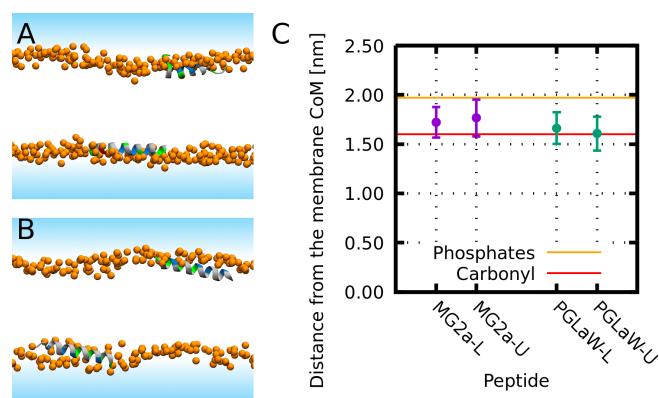 A
B
C
Distance from the membrane CoM [nm]
2.50
2.00
1.50
1.00
0.50
0.00
Phosphates
Carbonyl
MG2a-L
MG2a-U
PGLaW-L
PGLaW-U
Peptide